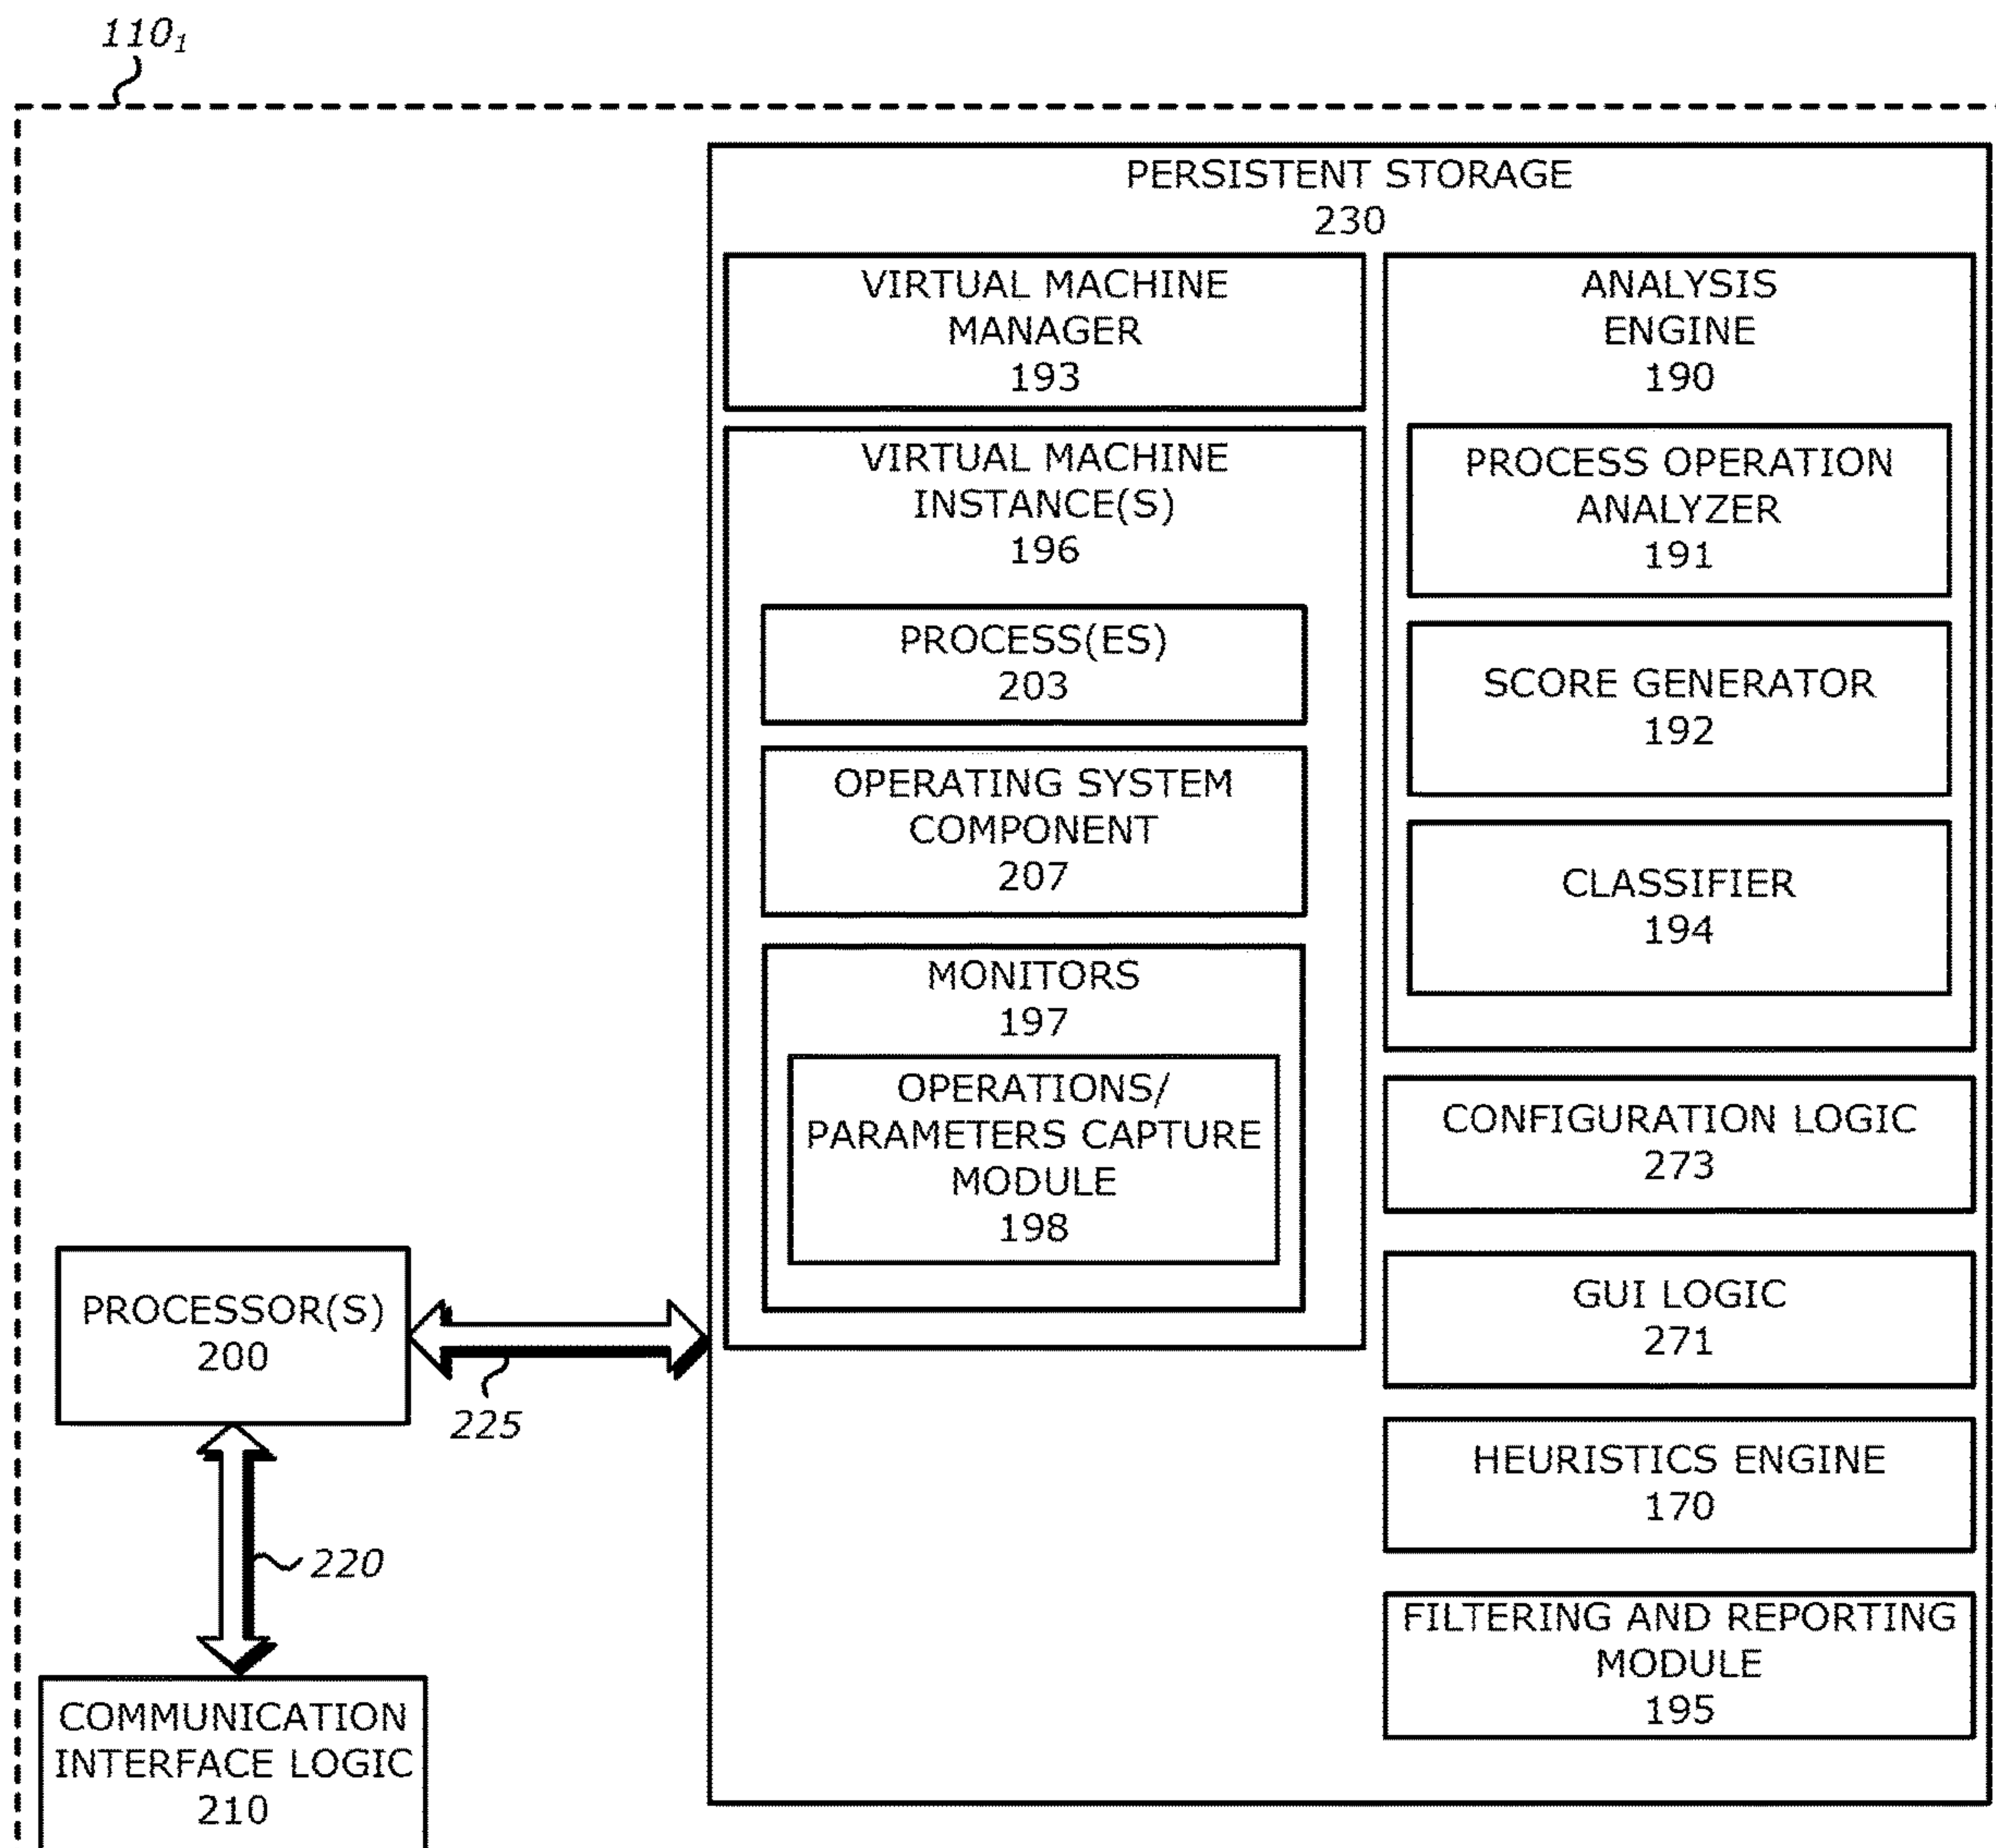 110₁
PERSISTENT STORAGE
230
VIRTUAL MACHINE
MANAGER
193
VIRTUAL MACHINE
INSTANCE(S)
196
PROCESS(ES)
203
OPERATING SYSTEM
COMPONENT
207
MONITORS
197
OPERATIONS/
PARAMETERS CAPTURE
MODULE
198
ANALYSIS
ENGINE
190
PROCESS OPERATION
ANALYZER
191
SCORE GENERATOR
192
CLASSIFIER
194
CONFIGURATION LOGIC
273
GUI LOGIC
271
HEURISTICS ENGINE
170
FILTERING AND REPORTING
MODULE
195
PROCESSOR(S)
200
225
220
COMMUNICATION
INTERFACE LOGIC
210